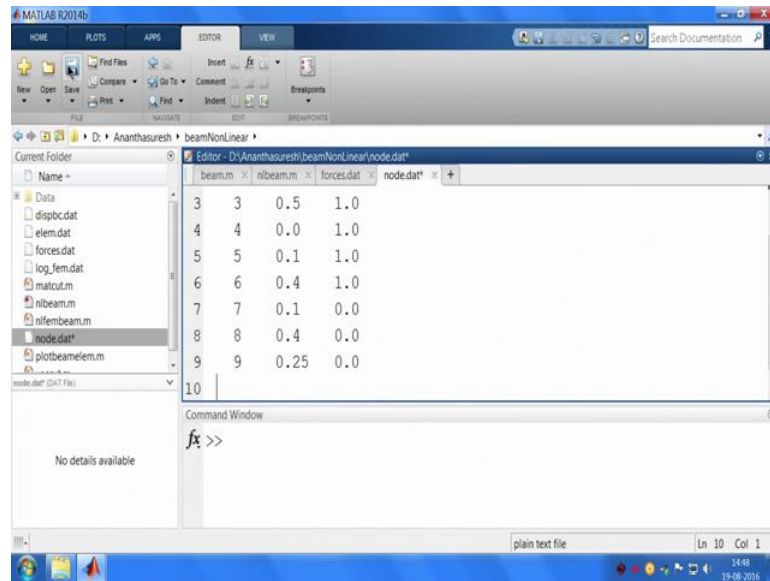 MATLAB R2014b
HOME PLOTS APPS EDITOR VIEW
Search Documentation
New Open Save
Find Files
Compare
Print
Go To
Find
Insert fx
Comment
Indent
Breakpoints
FILE NAVIGATE EDIT BREAKPOINTS
D: Ananthasuresh beamNonLinear
Current Folder
Name
Data
dispbc.dat
elem.dat
forces.dat
log_fem.dat
matcut.m
nlbeam.m
nlfembeam.m
node.dat*
plotbeamelem.m
node.dat* (DAT File)
No details available
Editor - D:\Ananthasuresh\beamNonLinear\node.dat*
beam.m nlbeam.m forces.dat node.dat* +
3 3 0.5 1.0
4 4 0.0 1.0
5 5 0.1 1.0
6 6 0.4 1.0
7 7 0.1 0.0
8 8 0.4 0.0
9 9 0.25 0.0
10
Command Window
fx >>
plain text file Ln 10 Col 1
14:48
19-08-2016